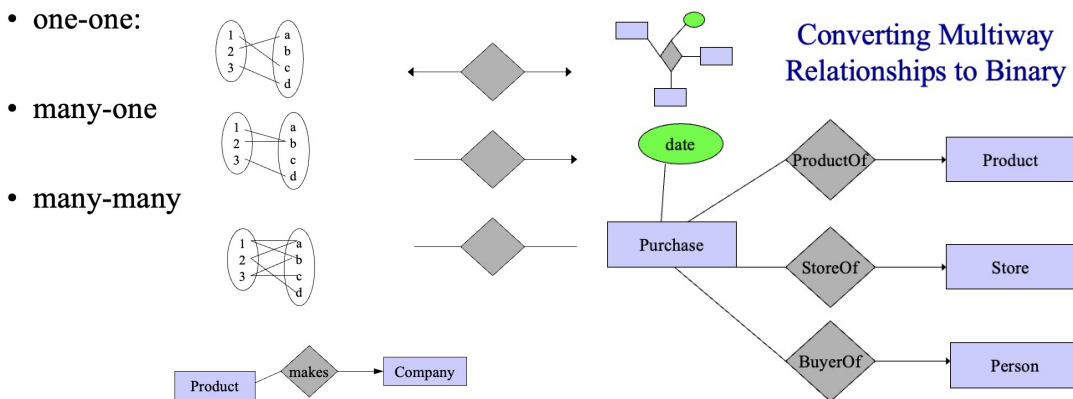 • one-one:
1
2
3
a
b
c
d
• many-one
1
2
3
a
b
c
d
• many-many
1
2
3
a
b
c
d
Product
makes
Company
Converting Multiway
Relationships to Binary
date
Purchase
ProductOf
Product
StoreOf
Store
BuyerOf
Person